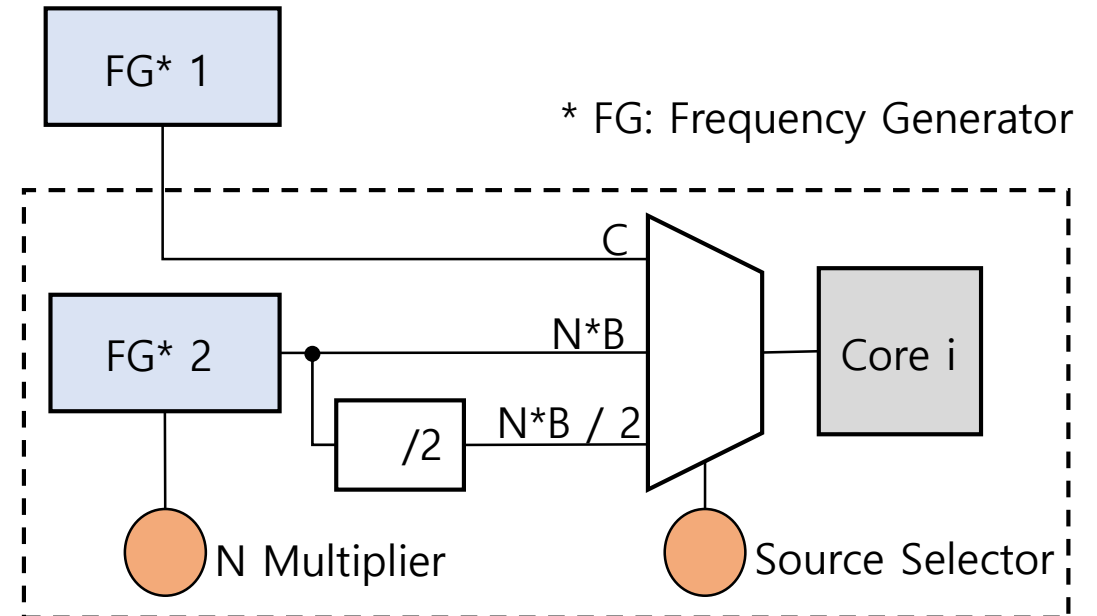 FG* 1
* FG: Frequency Generator
C
FG* 2
N*B
Core i
/2
N*B / 2
N Multiplier
Source Selector